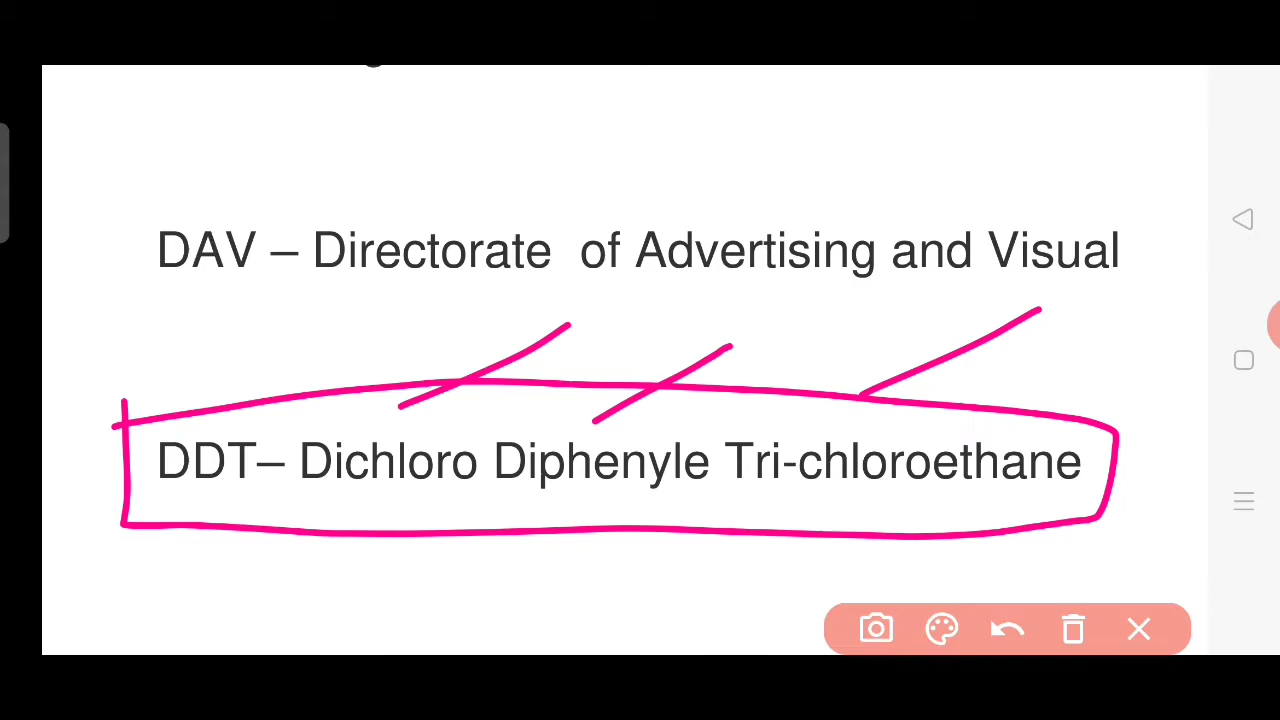 DAV – Directorate of Advertising and Visual
DDT– Dichloro Diphenyle Tri-chloroethane